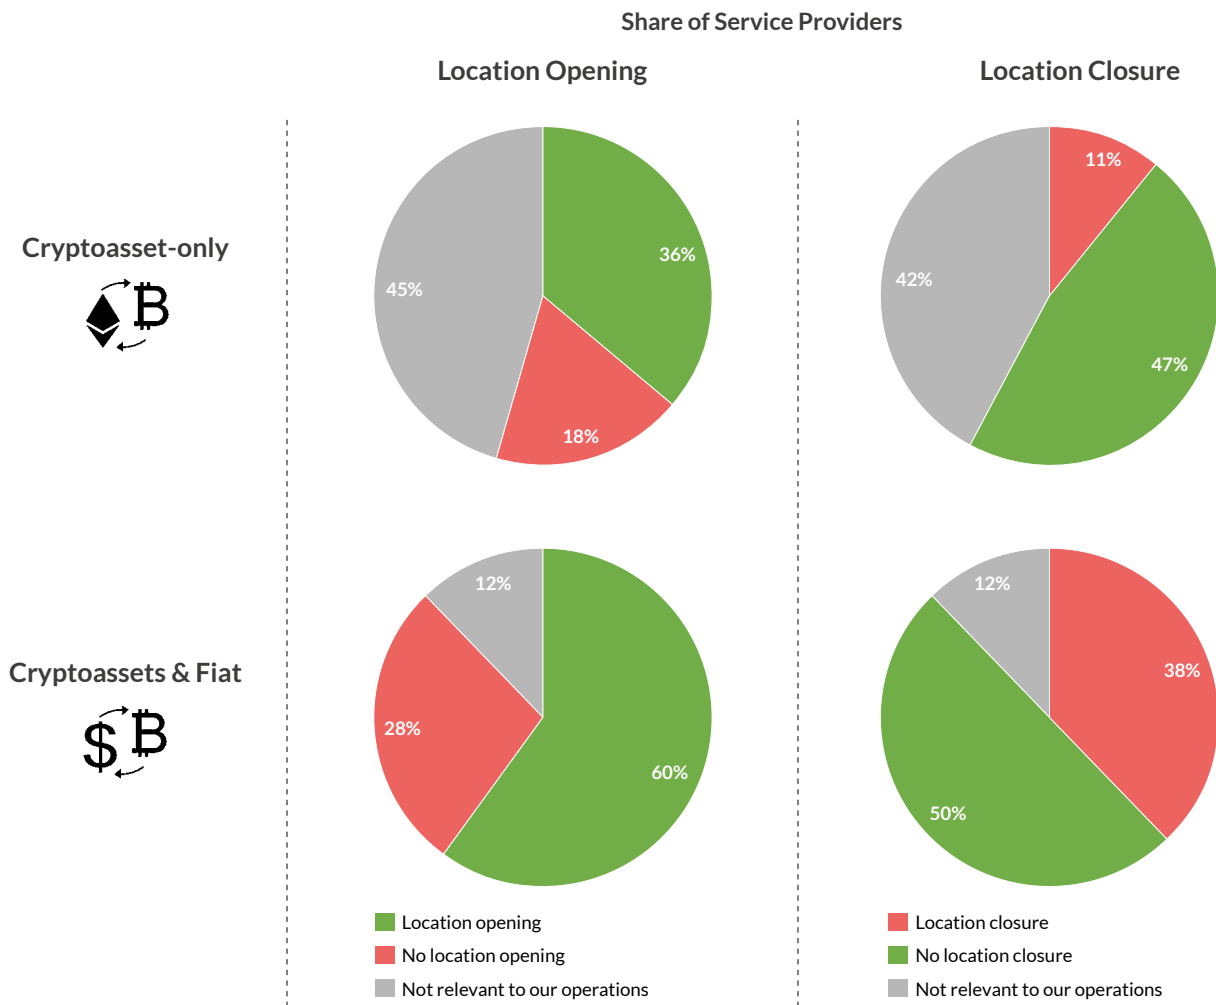 Share of Service Providers
Location Opening
Location Closure
Cryptoasset-only
36%
18%
45%
11%
47%
42%
Cryptoassets & Fiat
60%
28%
12%
38%
50%
12%
Location opening
No location opening
Not relevant to our operations
Location closure
No location closure
Not relevant to our operations